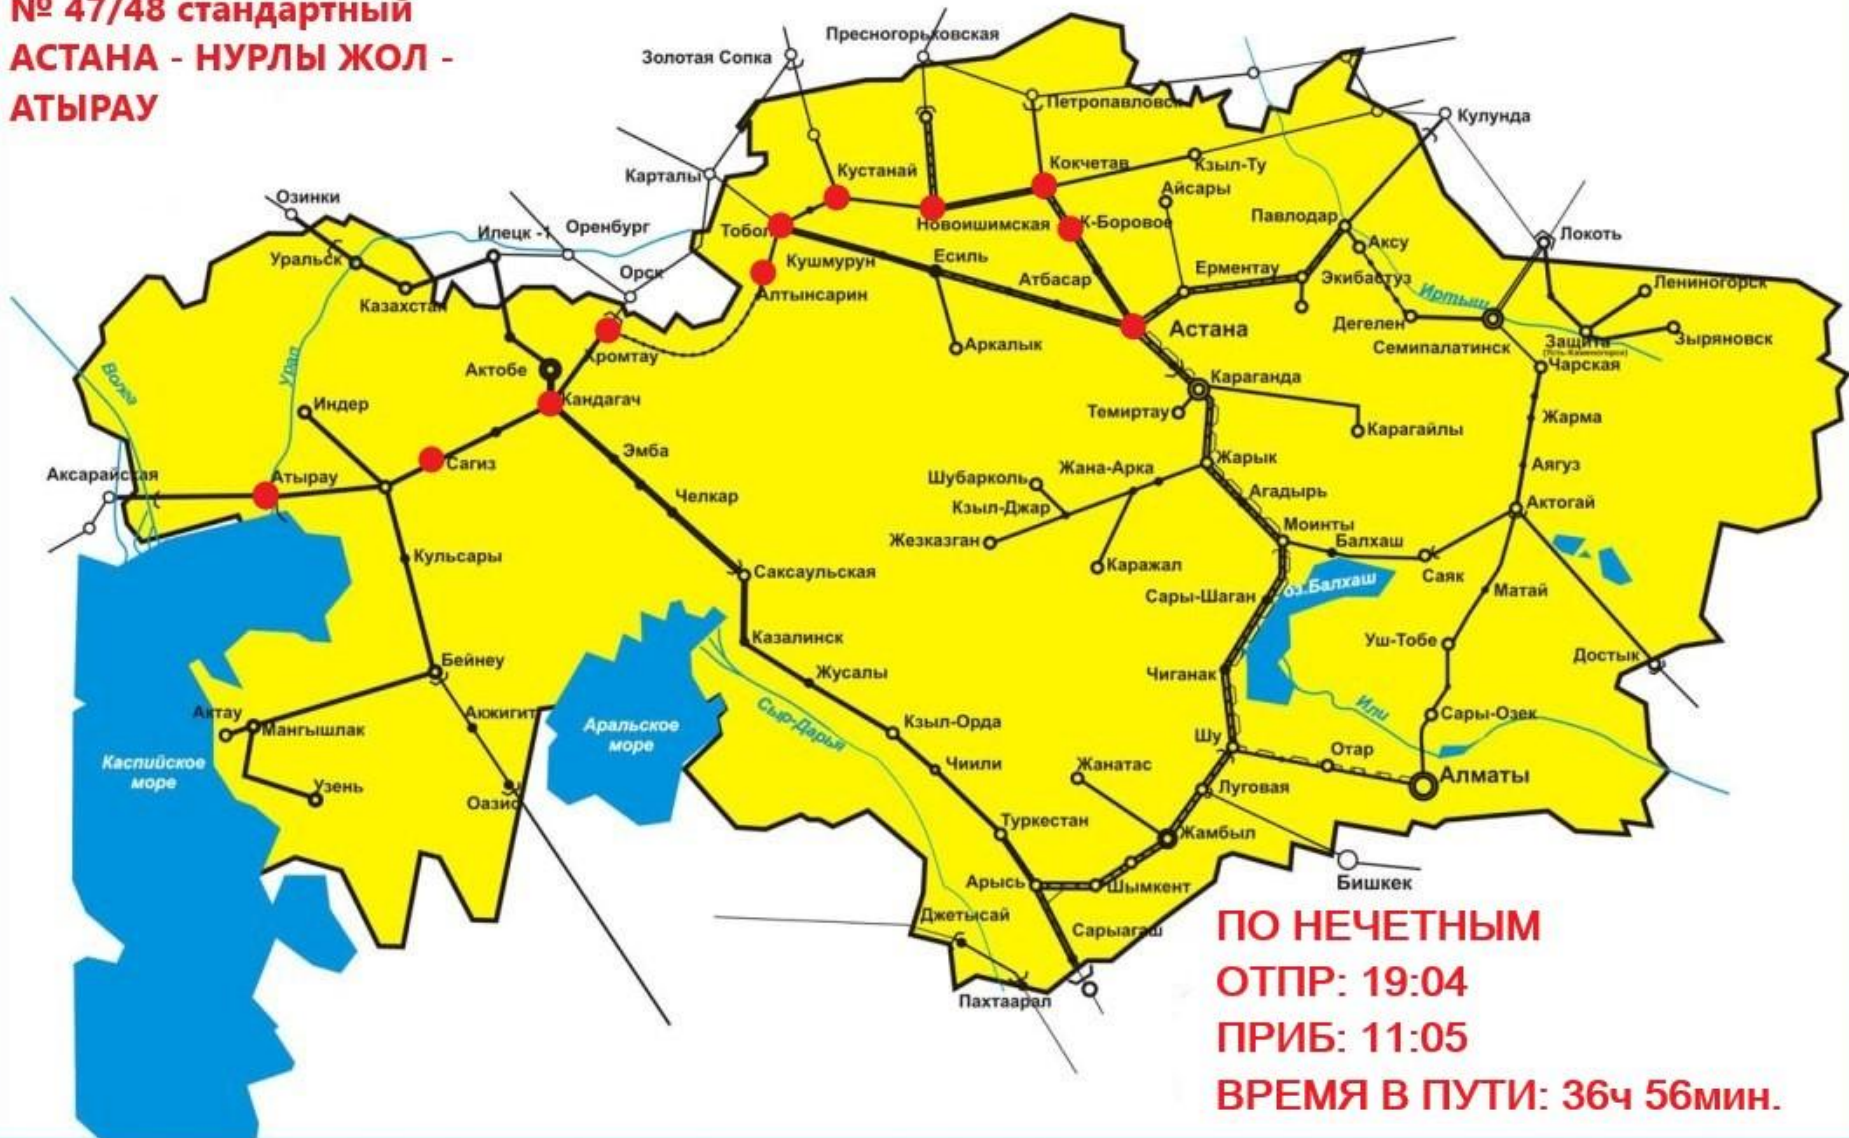 № 47/48 стандартный
АСТАНА - НУРЛЫ ЖОЛ -
АТЫРАУ
Пресногорьковская
Золотая Сопка
Петропавловск
Кулунда
Карталы
Кустанай
Кокчетав
Кзыл-Ту
Айсары
Озинки
Илецк -1
Оренбург
Тобол
Новоишимская
К-Боровое
Павлодар
Аксу
Локоть
Уральск
Орск
Кушмурун
Есиль
Атбасар
Ерментау
Экибастуз
Иртыш
Лениногорск
Казахстан
Алтынсарин
Астана
Дегелен
Семипалатинск
Защита
(Усть-Каменогорск)
Зыряновск
Волга
Урал
Хромтау
Аркалык
Чарская
Актобе
Караганда
Индер
Кандагач
Темиртау
Карагайлы
Жарма
Аксарайская
Атырау
Сагиз
Эмба
Челкар
Шубарколь
Жана-Арка
Жарык
Кзыл-Джар
Агадырь
Аягуз
Актогай
Жезказган
Моинты
Балхаш
Кульсары
Саксаульская
Каражал
Саяк
Сары-Шаган
оз.Балхаш
Матай
Казалинск
Уш-Тобе
Достык
Бейнеу
Жусалы
Чиганак
Актау
Мангышлак
Акжигит
Аральское
море
Сыр-Дарья
Кзыл-Орда
Или
Сары-Озек
Шу
Отар
Каспийское
море
Чиили
Жанатас
Алматы
Узень
Оазис
Луговая
Туркестан
Жамбыл
Арысь
Шымкент
Бишкек
Джетысай
Сарыагаш
Пахтаарал
ПО НЕЧЕТНЫМ
ОТПР: 19:04
ПРИБ: 11:05
ВРЕМЯ В ПУТИ: 36ч 56мин.